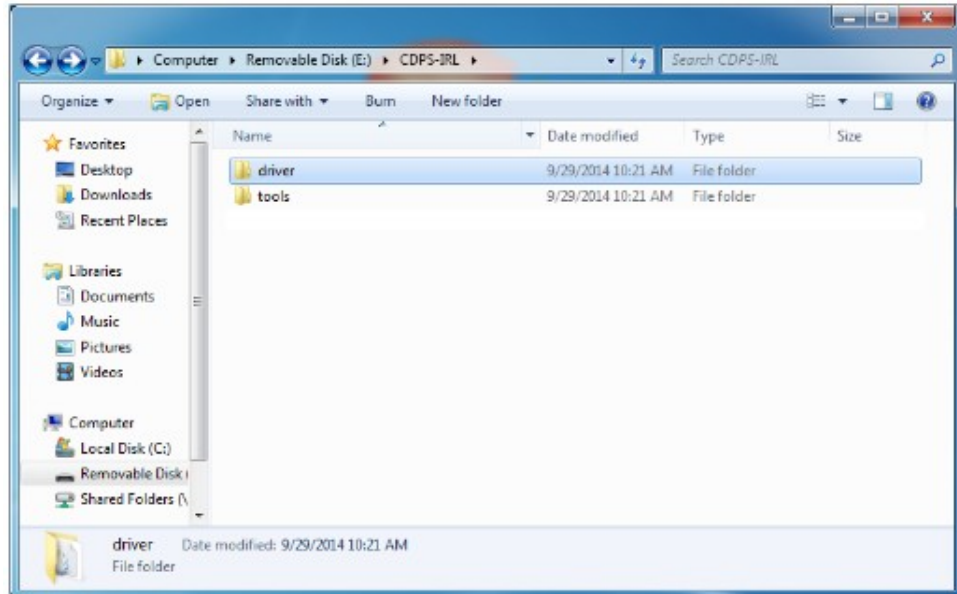 Computer ▸ Removable Disk (E:) ▸ CDPS-IRL ▸
Search CDPS-IRL
Organize Open Share with Burn New folder
Name Date modified Type Size
Favorites
Desktop
Downloads
Recent Places
Libraries
Documents
Music
Pictures
Videos
Computer
Local Disk (C:)
Removable Disk (
Shared Folders (\
driver 9/29/2014 10:21 AM File folder
tools 9/29/2014 10:21 AM File folder
driver Date modified: 9/29/2014 10:21 AM
File folder